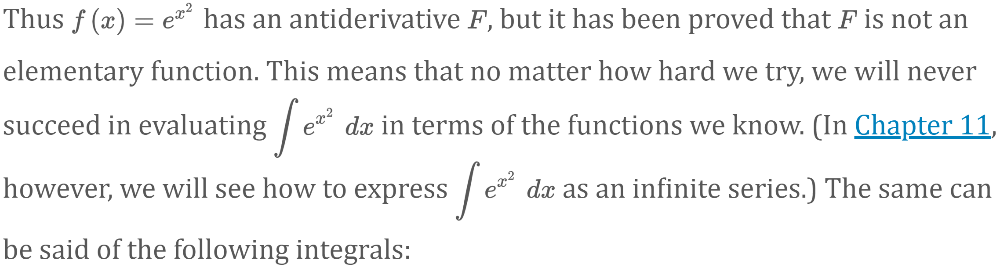 Thus f (x) = e^{x^2} has an antiderivative F, but it has been proved that F is not an
elementary function. This means that no matter how hard we try, we will never
succeed in evaluating ∫ e^{x^2} dx in terms of the functions we know. (In Chapter 11,
however, we will see how to express ∫ e^{x^2} dx as an infinite series.) The same can
be said of the following integrals: